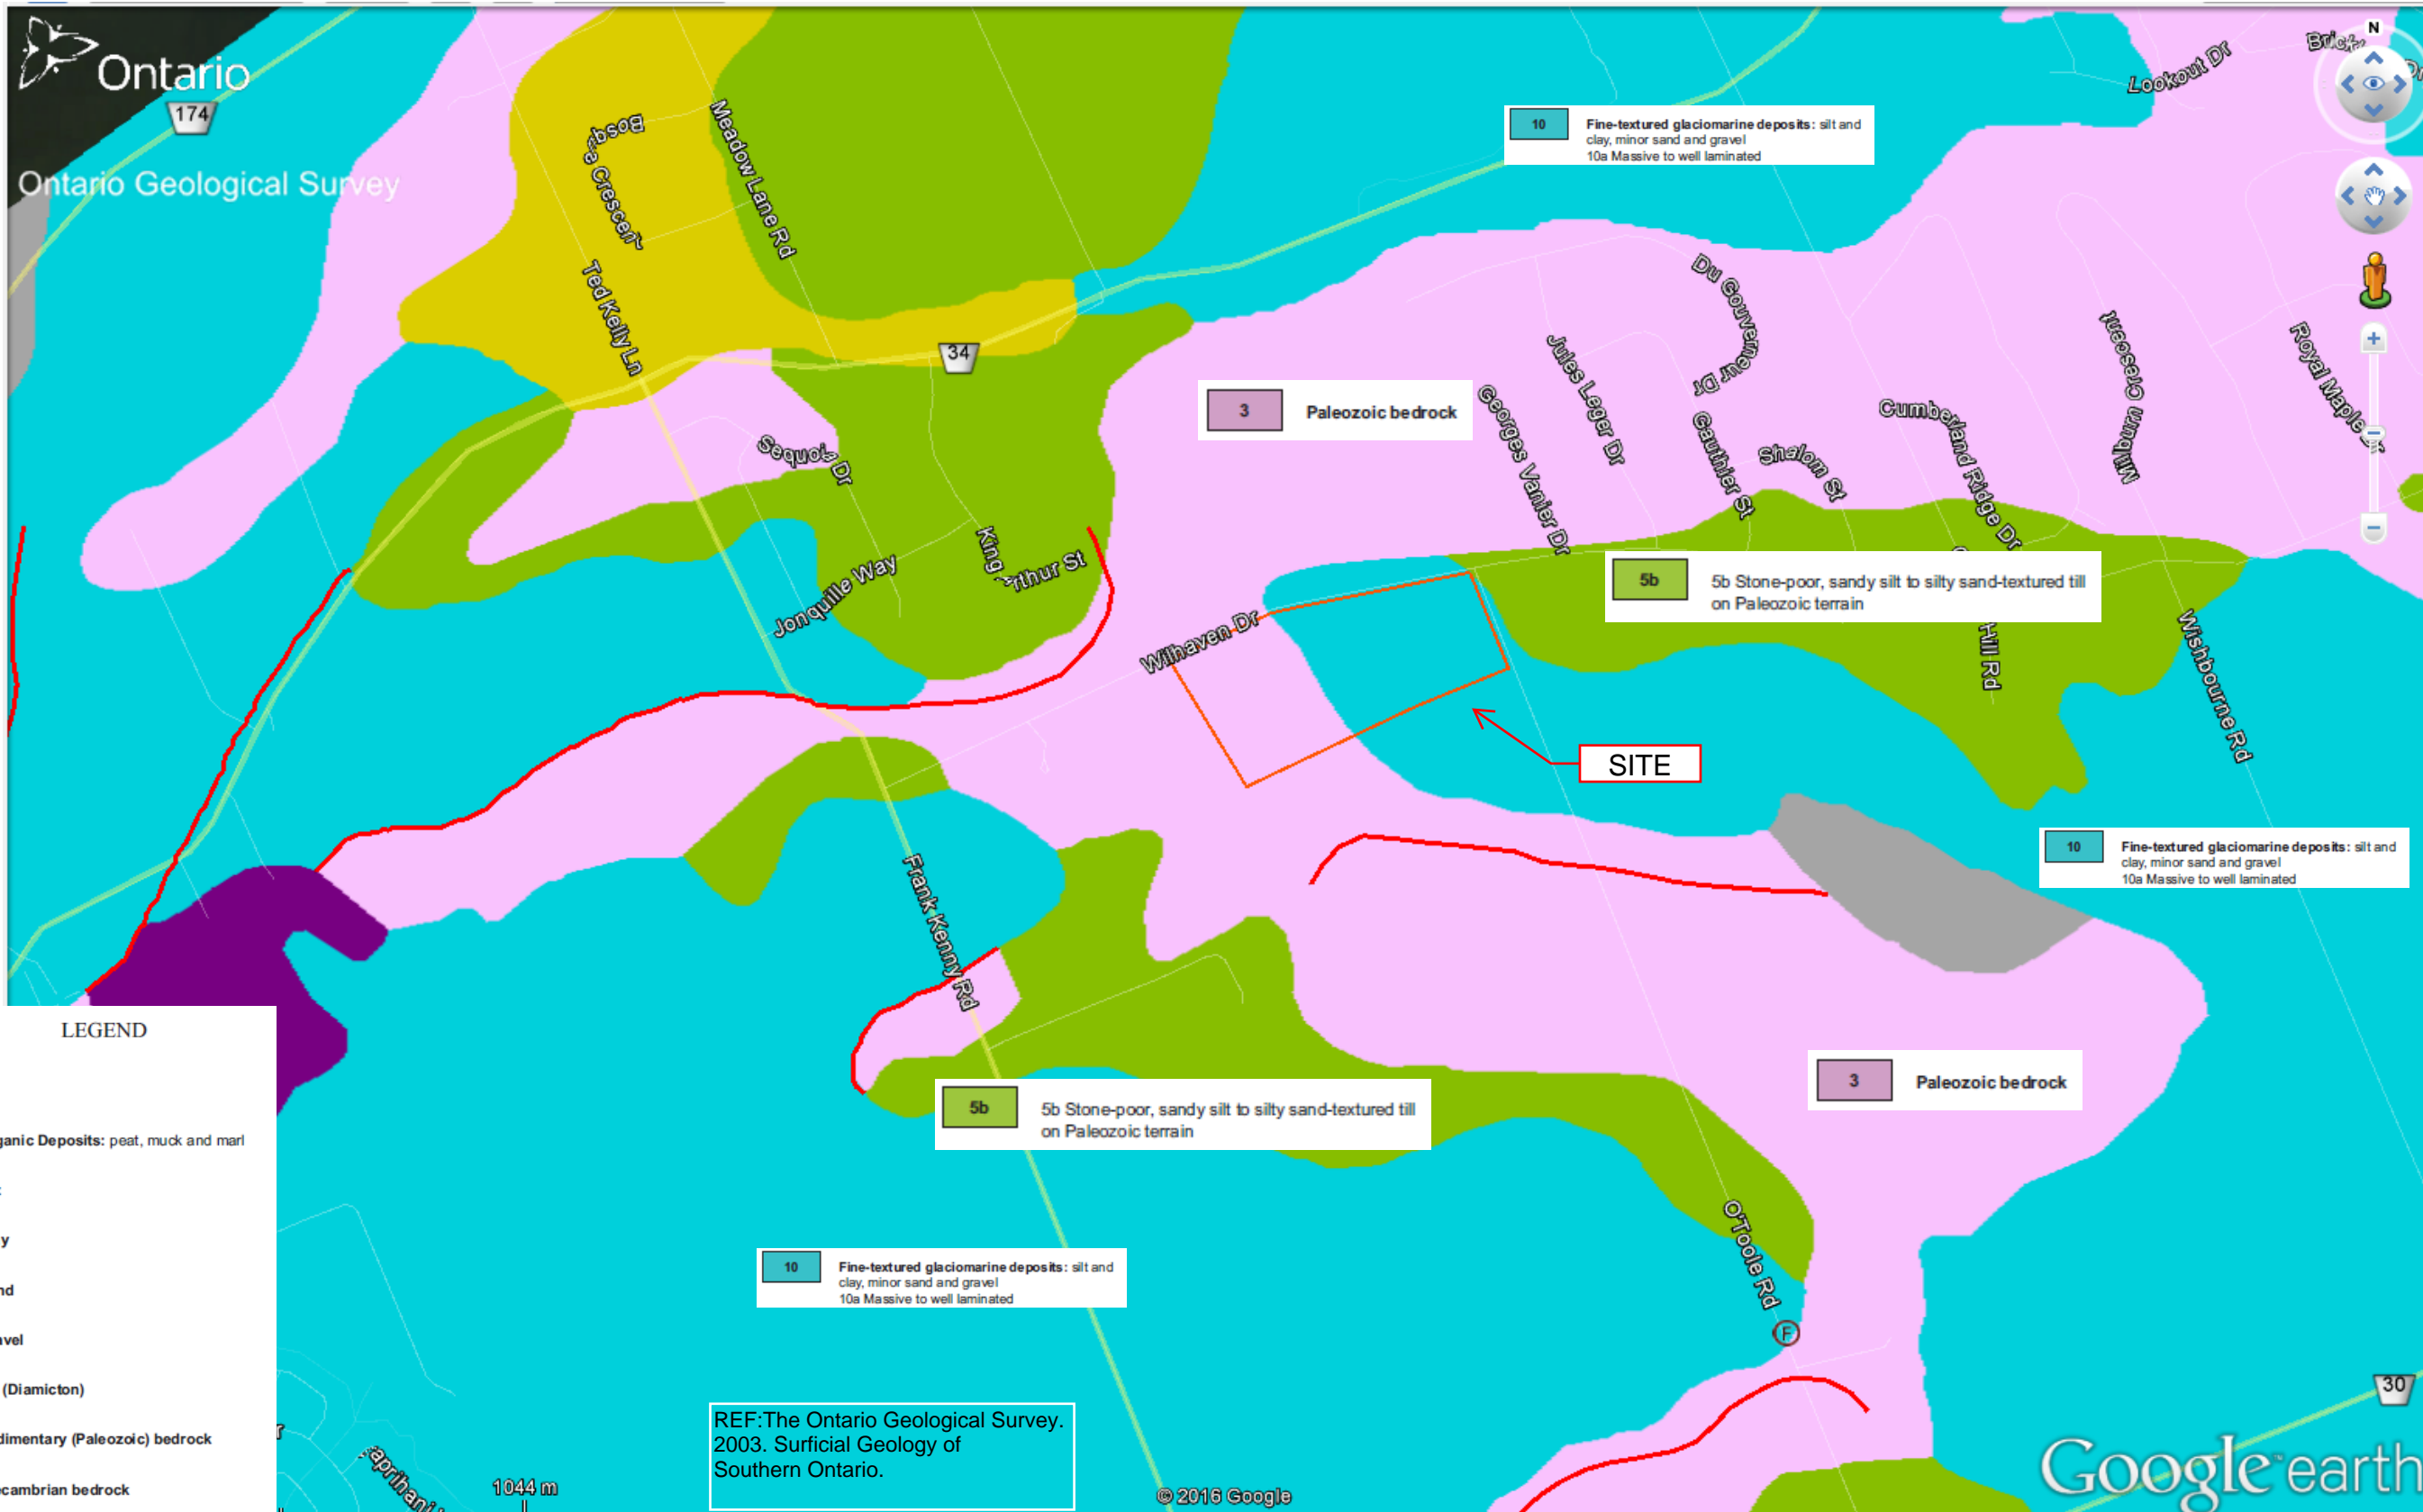 Ontario
174
Ontario Geological Survey
Meadow Lane Rd
Ted Kelly Ln
34
Sequoia Dr
Jonquille Way
Wilhaven Dr
Lookout Dr
10
Fine-textured glaciomarine deposits: silt and
clay, minor sand and gravel
10a Massive to well laminated
N
Du Gouverneur Dr
Jules Leger Dr
Georges Vanier Dr
Gauthier St
Shalom St
Cumberland Ridge Dr
Milburn Crescent
Royal Maple
3
Paleozoic bedrock
5b
5b Stone-poor, sandy silt to silty sand-textured till
on Paleozoic terrain
Hill Rd
Wishbourne Rd
SITE
10
Fine-textured glaciomarine deposits: silt and
clay, minor sand and gravel
10a Massive to well laminated
Frank Kenny Rd
3
Paleozoic bedrock
5b
5b Stone-poor, sandy silt to silty sand-textured till
on Paleozoic terrain
O'Toole Rd
F
10
Fine-textured glaciomarine deposits: silt and
clay, minor sand and gravel
10a Massive to well laminated
30
LEGEND
ganic Deposits: peat, muck and marl
y
nd
avel
(Diamicton)
dimentary (Paleozoic) bedrock
ecambrian bedrock
1044 m
REF:The Ontario Geological Survey.
2003. Surficial Geology of
Southern Ontario.
© 2016 Google
Google earth